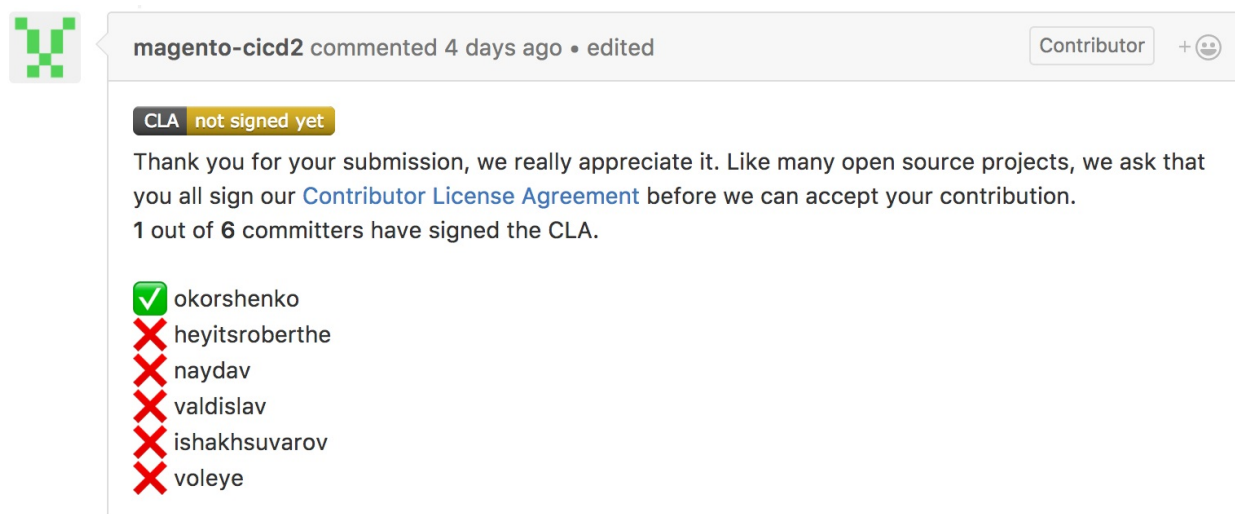 magento-cicd2 commented 4 days ago • edited
Contributor
+
CLA not signed yet
Thank you for your submission, we really appreciate it. Like many open source projects, we ask that
you all sign our Contributor License Agreement before we can accept your contribution.
1 out of 6 committers have signed the CLA.
okorshenko
heyitsroberthe
naydav
valdislav
ishakhsuvarov
voleye